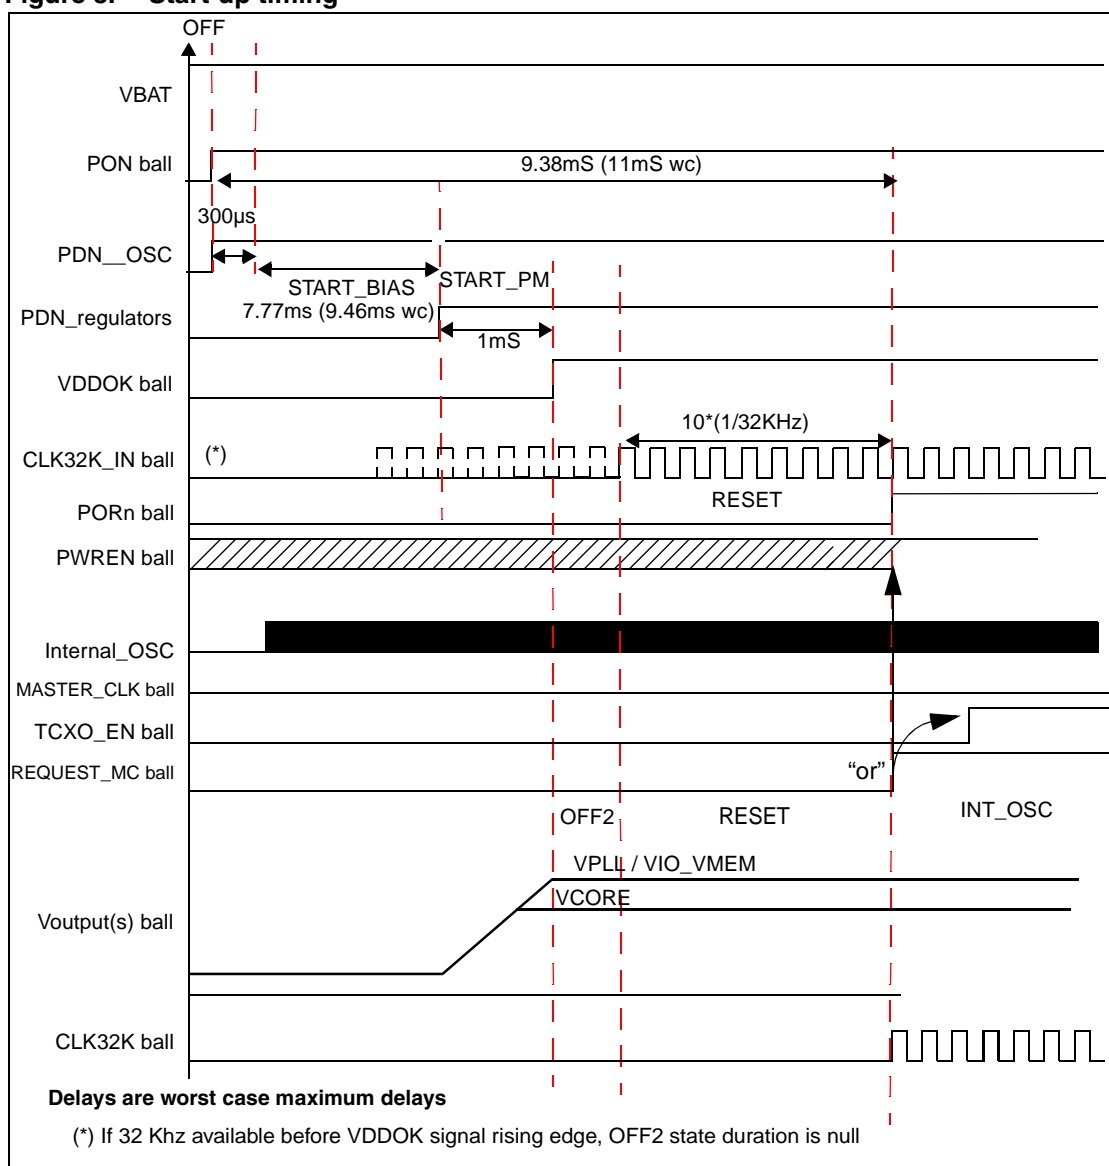 Figure 3. Start-up timing
OFF
VBAT
PON ball
9.38mS (11mS wc)
300µs
PDN__OSC
START_BIAS
START_PM
7.77ms (9.46ms wc)
PDN_regulators
1mS
VDDOK ball
10*(1/32KHz)
(*)
CLK32K_IN ball
RESET
PORn ball
PWREN ball
Internal_OSC
MASTER_CLK ball
TCXO_EN ball
REQUEST_MC ball
“or”
OFF2
RESET
INT_OSC
VPLL / VIO_VMEM
VCORE
Voutput(s) ball
CLK32K ball
Delays are worst case maximum delays
(*) If 32 Khz available before VDDOK signal rising edge, OFF2 state duration is null